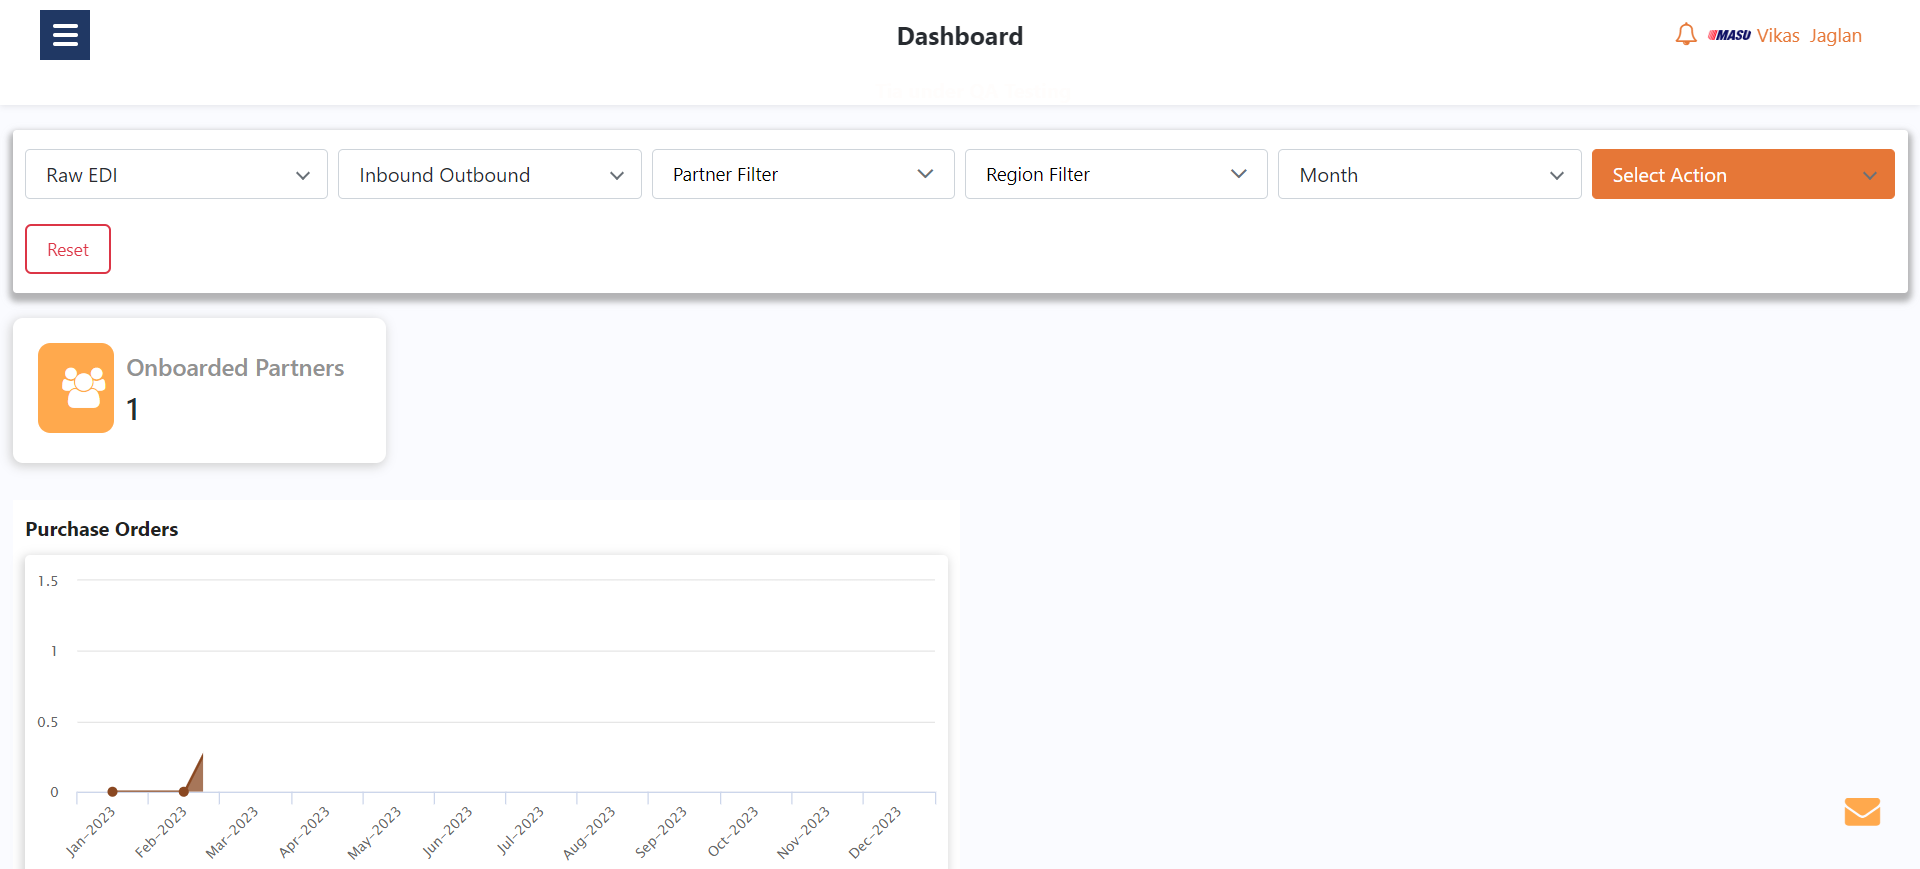 Dashboard
MASU Vikas Jaglan
Raw EDI
Inbound Outbound
Partner Filter
Region Filter
Month
Select Action
Reset
Onboarded Partners
1
Purchase Orders
1.5
1
0.5
0
Jan-2023
Feb-2023
Mar-2023
Apr-2023
May-2023
Jun-2023
Jul-2023
Aug-2023
Sep-2023
Oct-2023
Nov-2023
Dec-2023